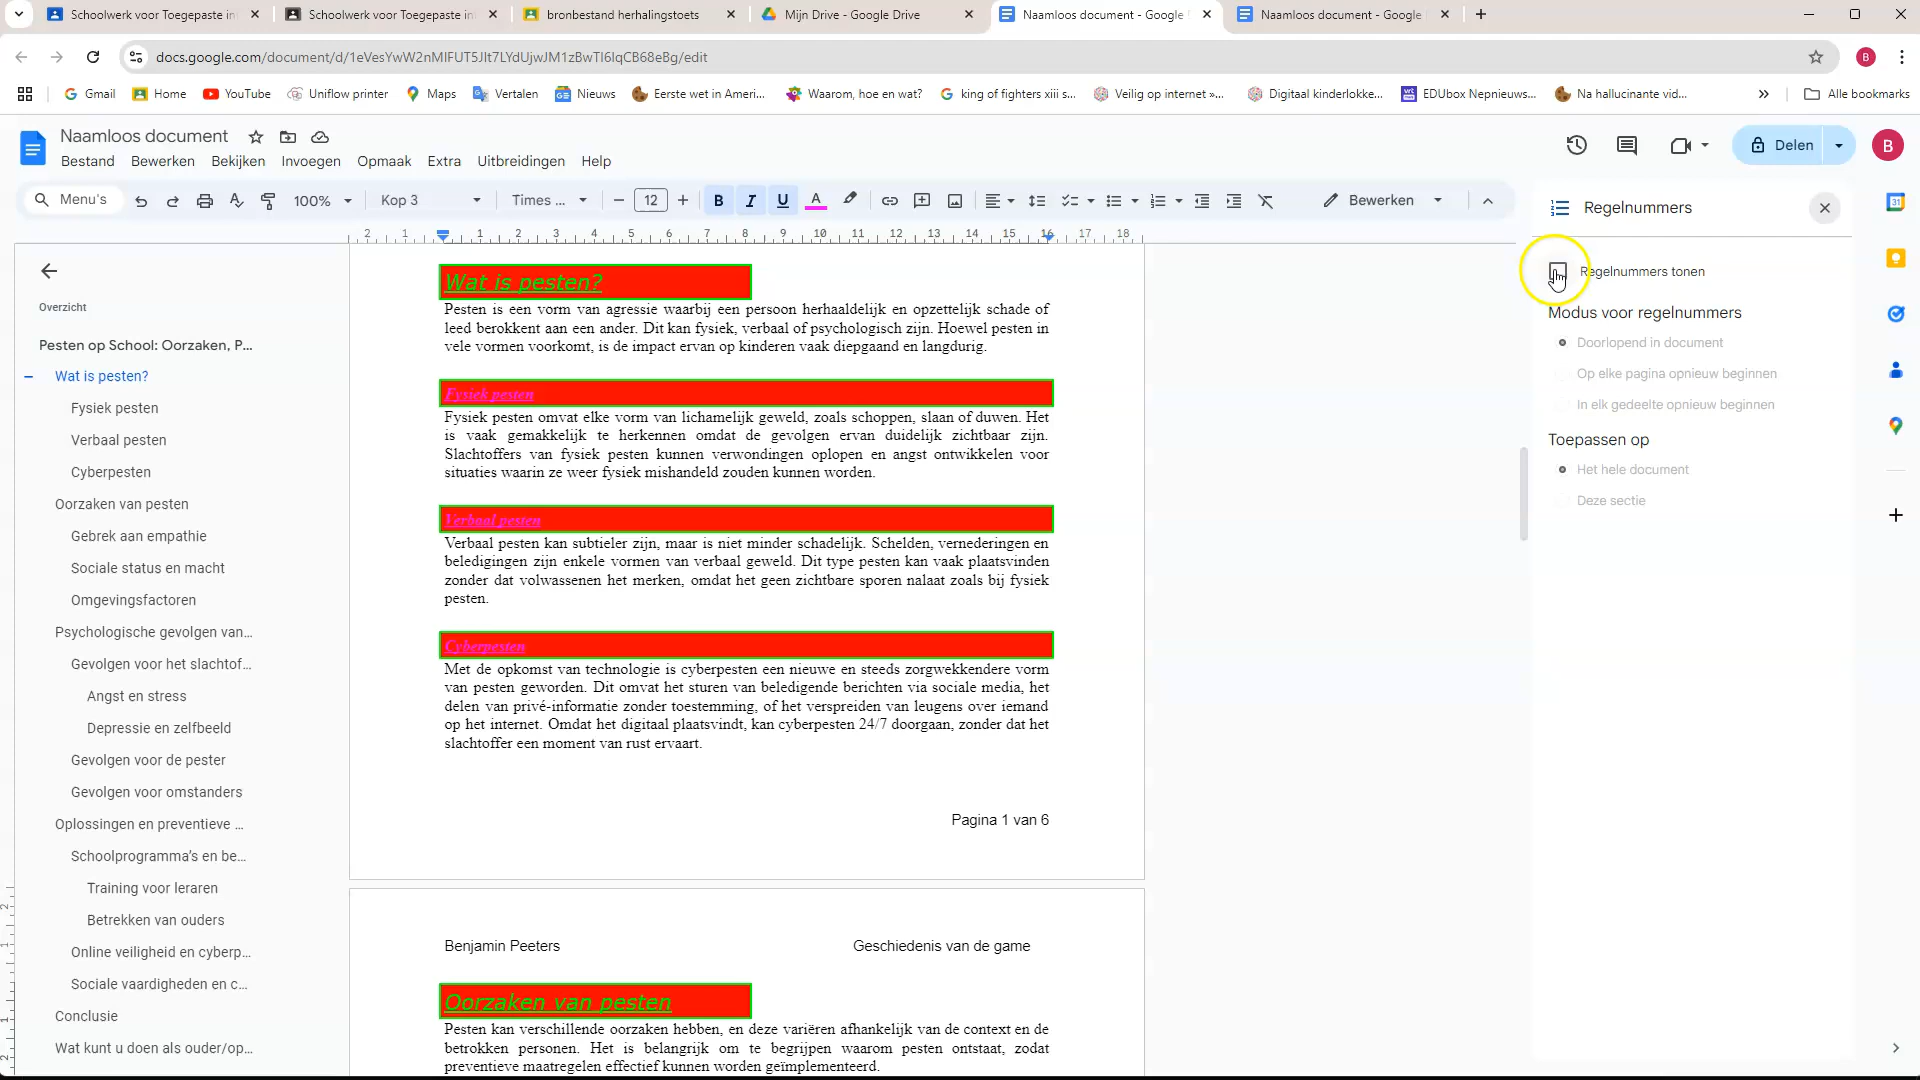 Schoolwerk voor Toegepaste in
Schoolwerk voor Toegepaste in
bronbestand herhalingstoets
Mijn Drive - Google Drive
Naamloos document - Google
Naamloos document - Google
docs.google.com/document/d/1eVesYwW2nMIFUT5JIt7LYdUjwJM1zBwTI6IqCB68eBg/edit
B
Gmail
Home
YouTube
Uniflow printer
Maps
Vertalen
Nieuws
Eerste wet in Ameri...
Waarom, hoe en wat?
king of fighters xiii s...
Veilig op internet »...
Digitaal kinderlokke...
EDUbox Nepnieuws...
Na hallucinante vid...
Alle bookmarks
Naamloos document
Bestand Bewerken Bekijken Invoegen Opmaak Extra Uitbreidingen Help
Delen
B
Menu's
100%
Kop 3
Times ...
12
B I U A
Bewerken
2 1 1 2 3 4 5 6 7 8 9 10 11 12 13 14 15 16 17 18
Overzicht
Pesten op School: Oorzaken, P...
Wat is pesten?
Fysiek pesten
Verbaal pesten
Cyberpesten
Oorzaken van pesten
Gebrek aan empathie
Sociale status en macht
Omgevingsfactoren
Psychologische gevolgen van...
Gevolgen voor het slachtof...
Angst en stress
Depressie en zelfbeeld
Gevolgen voor de pester
Gevolgen voor omstanders
Oplossingen en preventieve ...
Schoolprogramma's en be...
Training voor leraren
Betrekken van ouders
Online veiligheid en cyberp...
Sociale vaardigheden en c...
Conclusie
Wat kunt u doen als ouder/op...
Wat is pesten?
Pesten is een vorm van agressie waarbij een persoon herhaaldelijk en opzettelijk schade of
leed berokkent aan een ander. Dit kan fysiek, verbaal of psychologisch zijn. Hoewel pesten in
vele vormen voorkomt, is de impact ervan op kinderen vaak diepgaand en langdurig.
Fysiek pesten
Fysiek pesten omvat elke vorm van lichamelijk geweld, zoals schoppen, slaan of duwen. Het
is vaak gemakkelijk te herkennen omdat de gevolgen ervan duidelijk zichtbaar zijn.
Slachtoffers van fysiek pesten kunnen verwondingen oplopen en angst ontwikkelen voor
situaties waarin ze weer fysiek mishandeld zouden kunnen worden.
Verbaal pesten
Verbaal pesten kan subtieler zijn, maar is niet minder schadelijk. Schelden, vernederingen en
beledigingen zijn enkele vormen van verbaal geweld. Dit type pesten kan vaak plaatsvinden
zonder dat volwassenen het merken, omdat het geen zichtbare sporen nalaat zoals bij fysiek
pesten.
Cyberpesten
Met de opkomst van technologie is cyberpesten een nieuwe en steeds zorgwekkendere vorm
van pesten geworden. Dit omvat het sturen van beledigende berichten via sociale media, het
delen van privé-informatie zonder toestemming, of het verspreiden van leugens over iemand
op het internet. Omdat het digitaal plaatsvindt, kan cyberpesten 24/7 doorgaan, zonder dat het
slachtoffer een moment van rust ervaart.
Pagina 1 van 6
Benjamin Peeters
Geschiedenis van de game
Oorzaken van pesten
Pesten kan verschillende oorzaken hebben, en deze variëren afhankelijk van de context en de
betrokken personen. Het is belangrijk om te begrijpen waarom pesten ontstaat, zodat
preventieve maatregelen effectief kunnen worden geïmplementeerd.
Regelnummers
Regelnummers tonen
Modus voor regelnummers
Doorlopend in document
Op elke pagina opnieuw beginnen
In elk gedeelte opnieuw beginnen
Toepassen op
Het hele document
Deze sectie